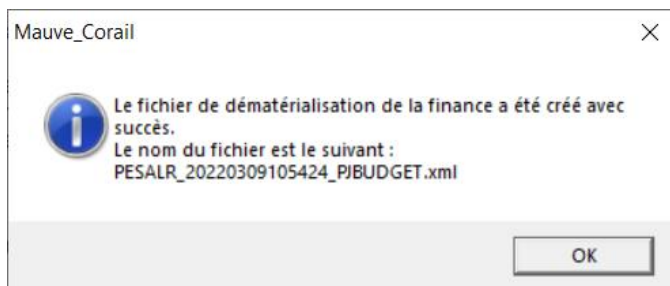 Mauve_Corail
Le fichier de dématérialisation de la finance a été créé avec
succès.
Le nom du fichier est le suivant :
PESALR_20220309105424_PJBUDGET.xml
OK